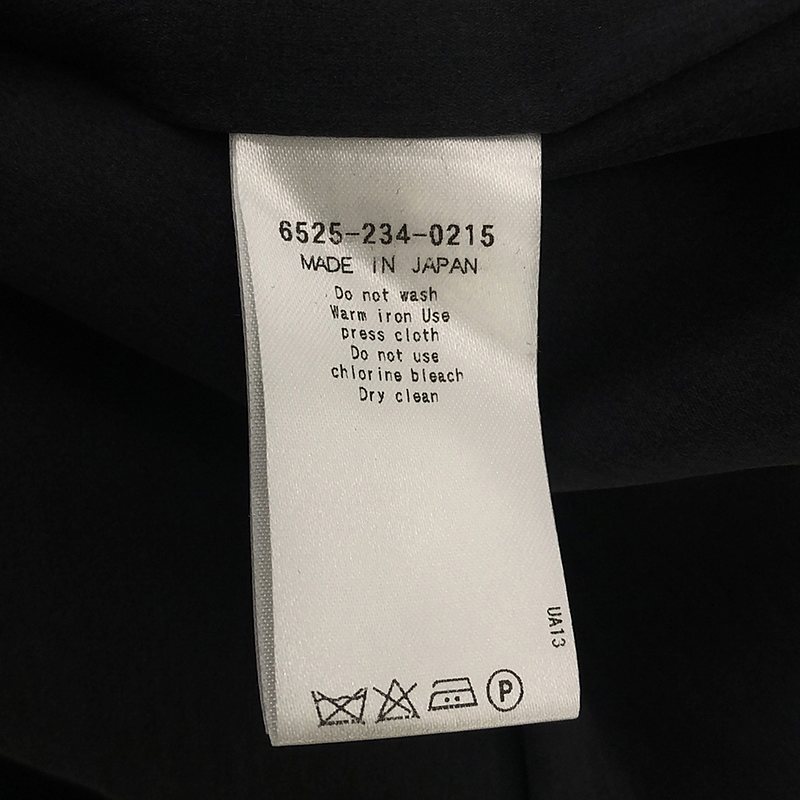 6525-234-0215
MADE IN JAPAN
Do not wash
Warm iron Use
press cloth
Do not use
chlorine bleach
Dry clean
UA13
P